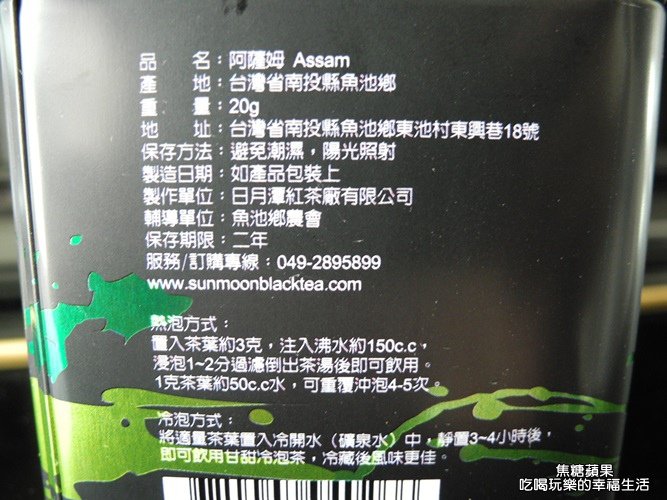 品　　名：阿薩姆 Assam
產　　地：台灣省南投縣魚池鄉
重　　量：20g
地　　址：台灣省南投縣魚池鄉東池村東興巷18號
保存方法：避免潮濕，陽光照射
製造日期：如產品包裝上
製作單位：日月潭紅茶廠有限公司
輔導單位：魚池鄉農會
保存期限：二年
服務/訂購專線：049-2895899
www.sunmoonblacktea.com
熱泡方式：
置入茶葉約3克，注入沸水約150c.c，
浸泡1~2分過濾倒出茶湯後即可飲用。
1克茶葉約50c.c水，可重覆沖泡4-5次。
冷泡方式：
將適量茶葉置入冷開水（礦泉水）中，靜置3~4小時後，
即可飲用甘甜冷泡茶，冷藏後風味更佳。
焦糖蘋果
吃喝玩樂的幸福生活